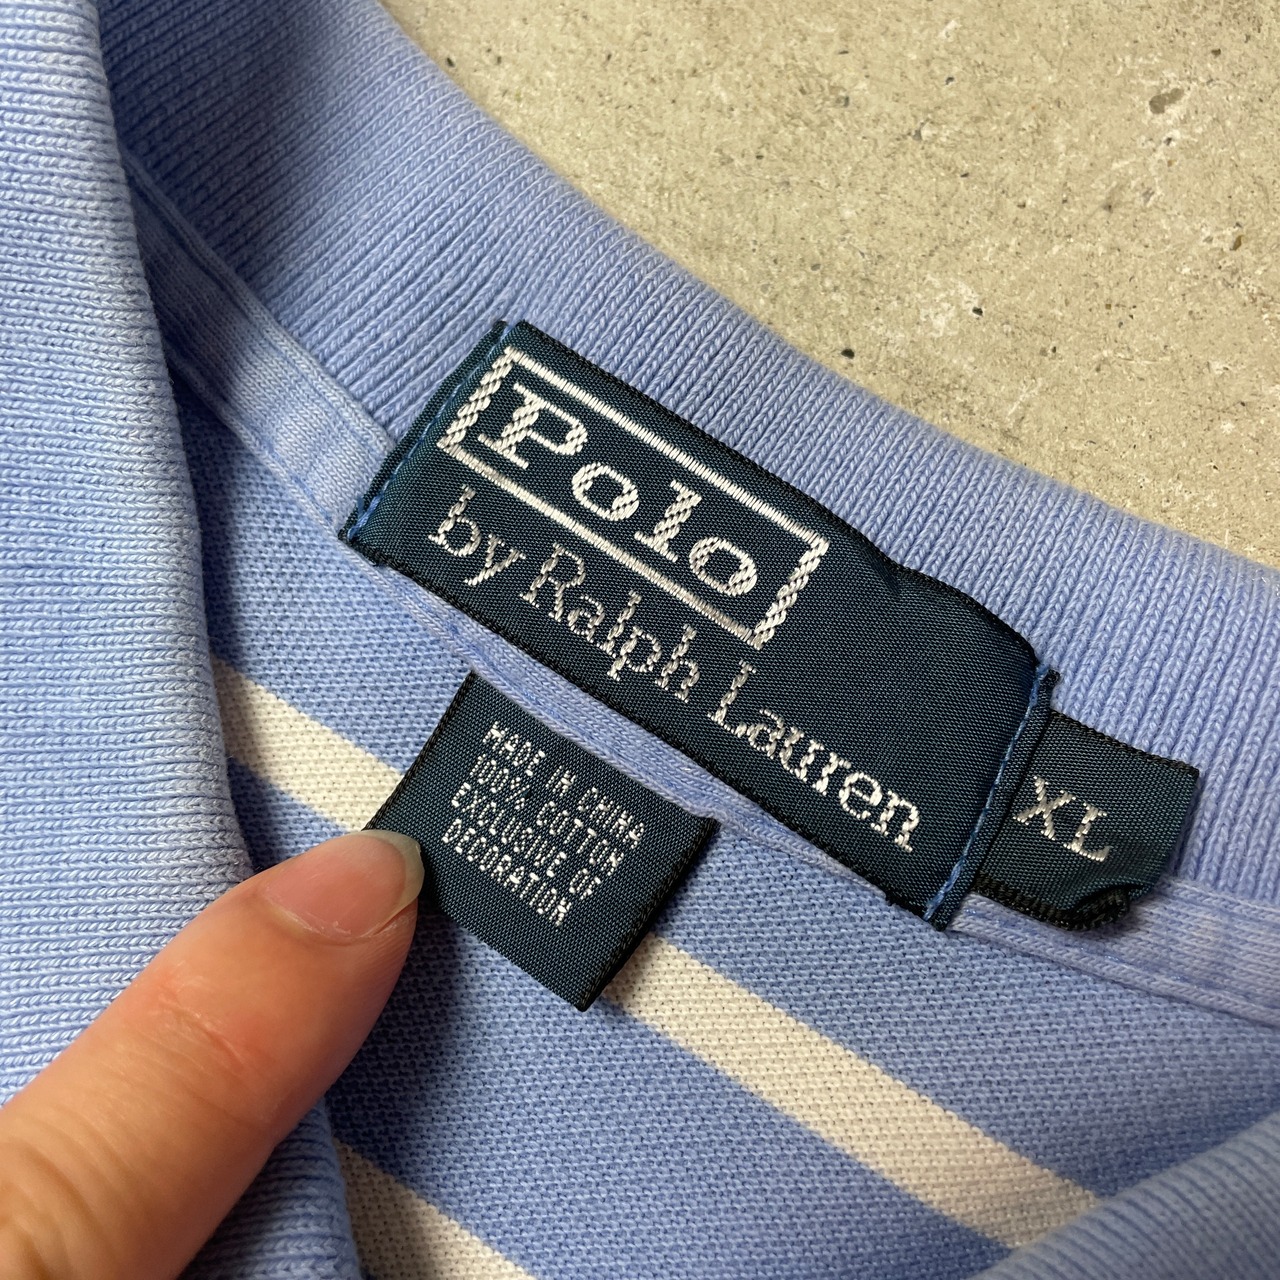 Polo
by Ralph Lauren
XL
MADE IN CHINA
100% COTTON
EXCLUSIVE OF
DECORATION